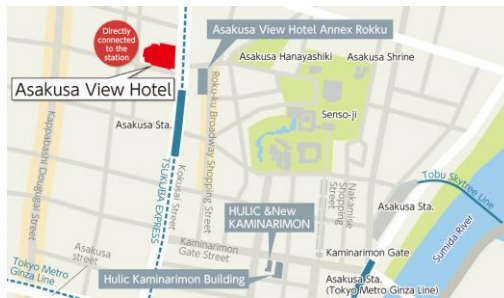 Directly
connected
to the
station
Asakusa View Hotel Annex Rokku
Asakusa Hanayashiki
Asakusa Shrine
Asakusa View Hotel
Senso-ji
Asakusa Sta.
Kappabashi Dougugai Street
TSUKUBA EXPRESS
Kokusai Street
Roku-ku Broadway Shopping Street
Nakamise
Shopping
Street
Tobu Skytree Line
Asakusa Sta.
Sumida River
HULIC &New
KAMINARIMON
Kaminarimon
Gate Street
Kaminarimon Gate
Asakusa
street
Tokyo Metro
Ginza Line
Hulic Kaminarimon Building
Asakusa Sta.
(Tokyo Metro Ginza Line)